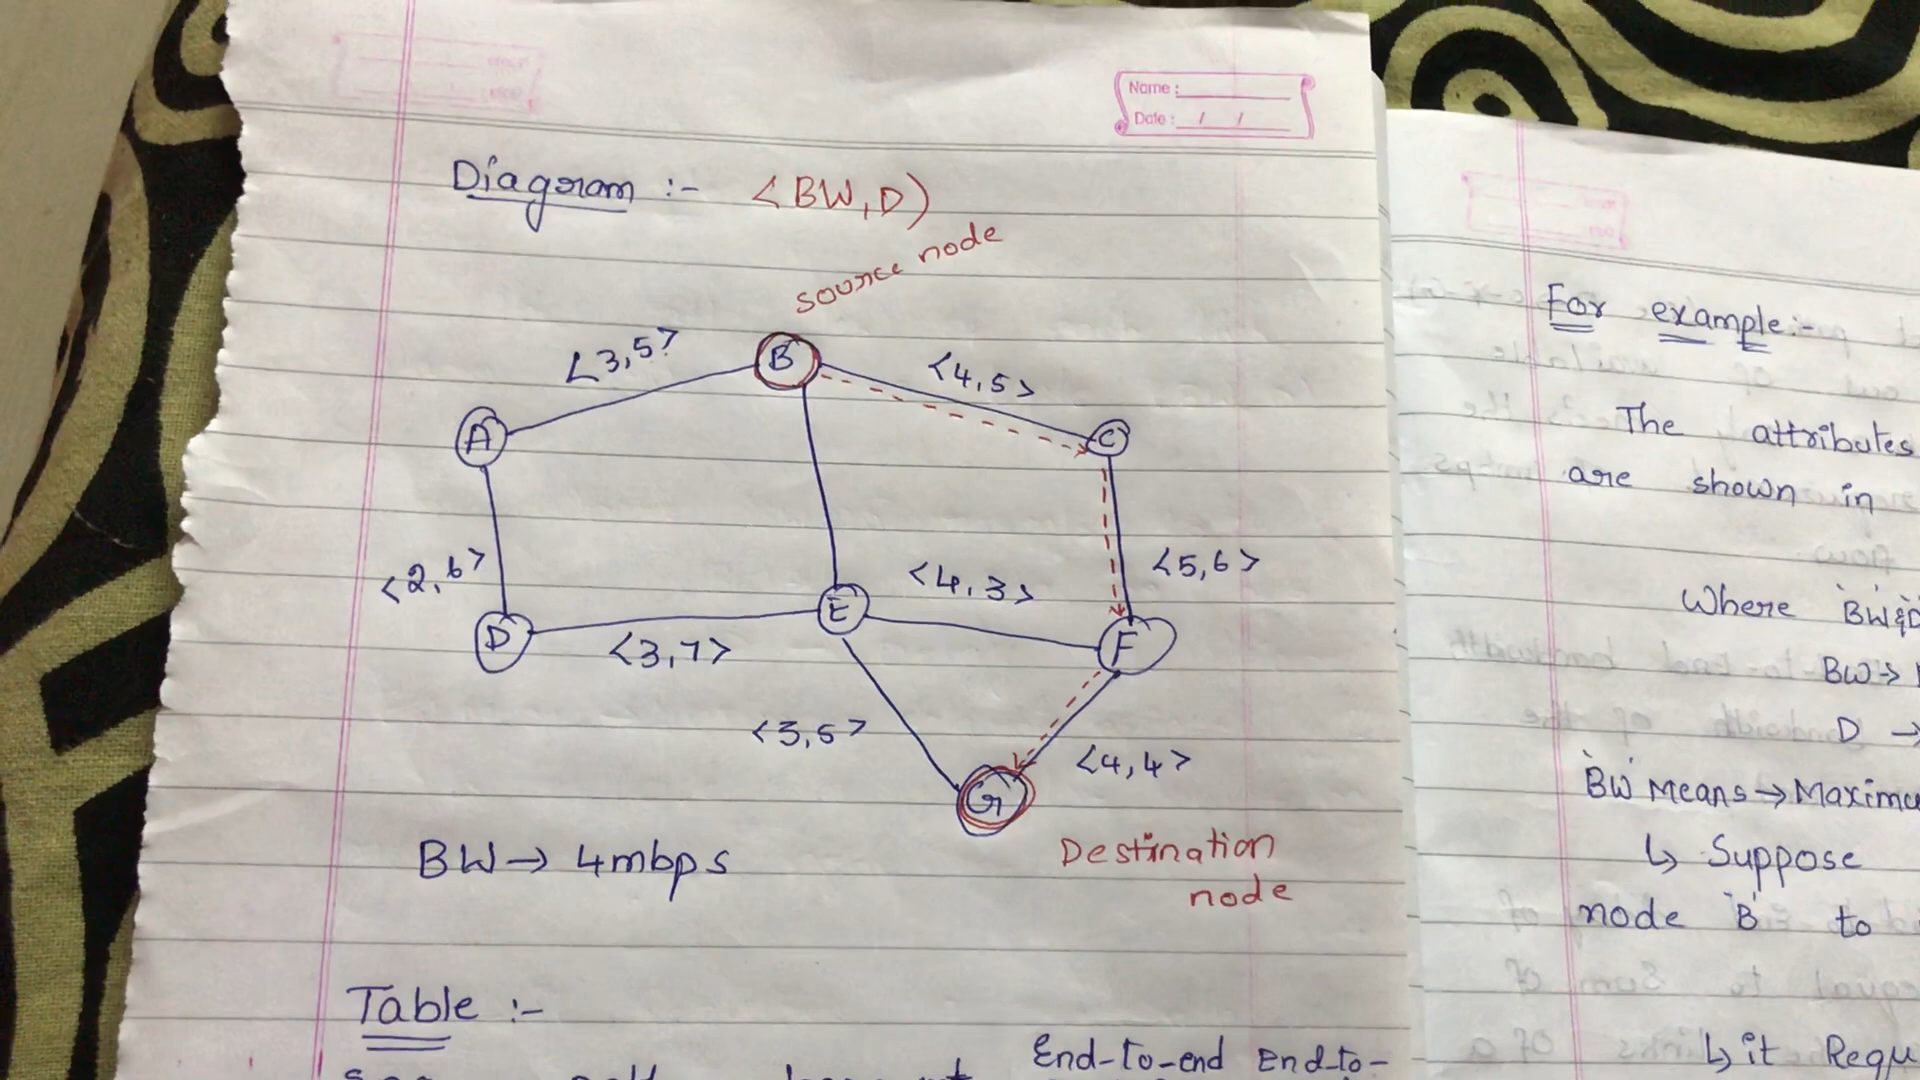 Name :
Date : / /
Diagram :- <BW,D)
source node
<3,5>
B
<4,5>
A
C
<2,6>
<4,3>
<5,6>
D
E
F
<3,7>
<3,5>
<4,4>
G
BW→ 4mbps
Destination
node
Table :-
End-to-end End-to-
For example:-
The attributes
are shown in
Where 'BW&D
BW→
D →
'BW' Means→Maximu
↳ Suppose
node 'B' to
↳it Requ